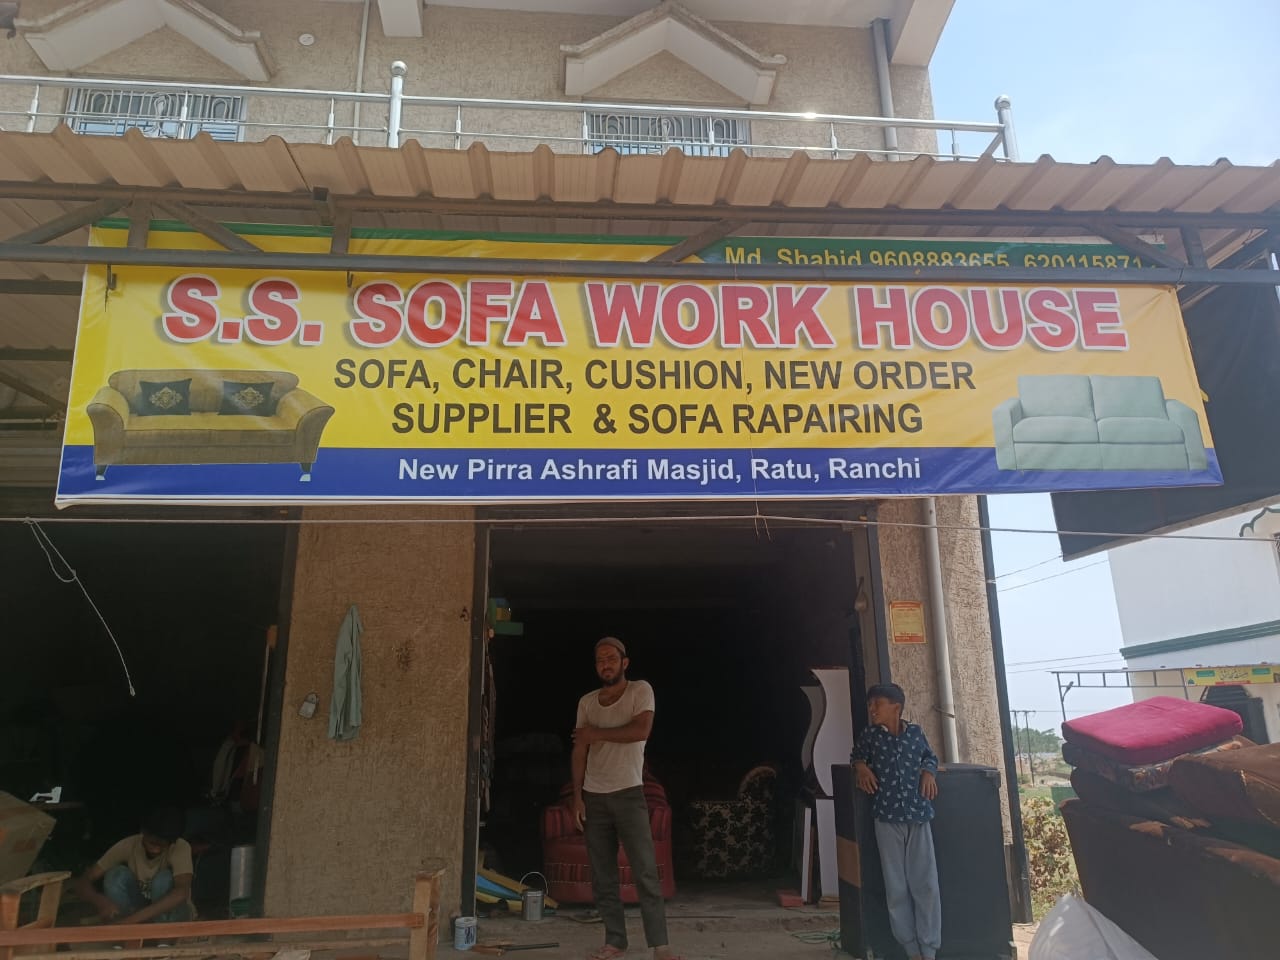 Md. Shahid 9608883655, 620115871
S.S. SOFA WORK HOUSE
SOFA, CHAIR, CUSHION, NEW ORDER
SUPPLIER & SOFA RAPAIRING
New Pirra Ashrafi Masjid, Ratu, Ranchi